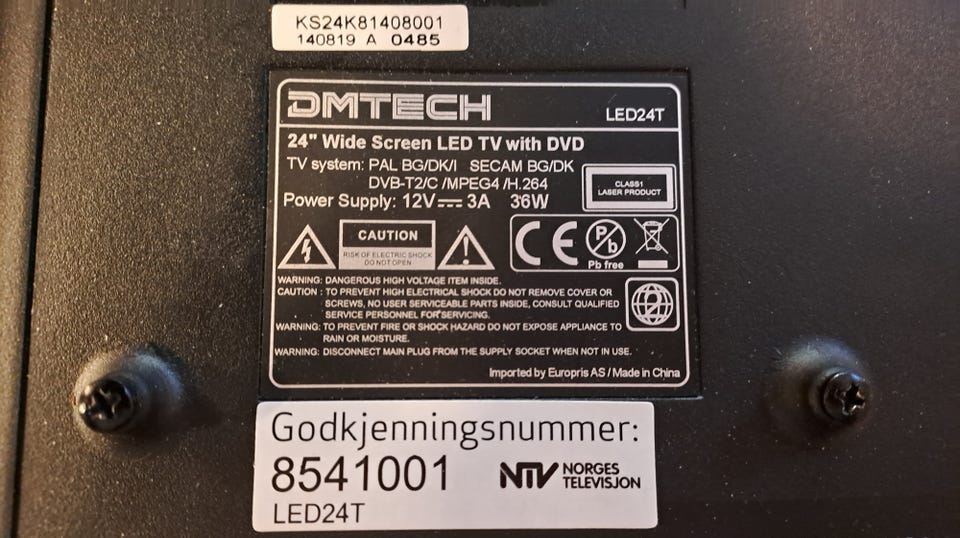 KS24K81408001
140819 A 0485
DMTECH LED24T
24" Wide Screen LED TV with DVD
TV system: PAL BG/DK/I SECAM BG/DK
DVB-T2/C /MPEG4 /H.264
Power Supply: 12V⎓3A 36W
CLASS1
LASER PRODUCT
CAUTION
RISK OF ELECTRIC SHOCK
DO NOT OPEN
CE
Pb
Pb free
WARNING: DANGEROUS HIGH VOLTAGE ITEM INSIDE.
CAUTION : TO PREVENT HIGH ELECTRICAL SHOCK DO NOT REMOVE COVER OR
SCREWS, NO USER SERVICEABLE PARTS INSIDE, CONSULT QUALIFIED
SERVICE PERSONNEL FOR SERVICING.
WARNING: TO PREVENT FIRE OR SHOCK HAZARD DO NOT EXPOSE APPLIANCE TO
RAIN OR MOISTURE.
WARNING: DISCONNECT MAIN PLUG FROM THE SUPPLY SOCKET WHEN NOT IN USE.
2
Imported by Europris AS / Made in China
Godkjenningsnummer:
8541001
NTV NORGES
TELEVISJON
LED24T